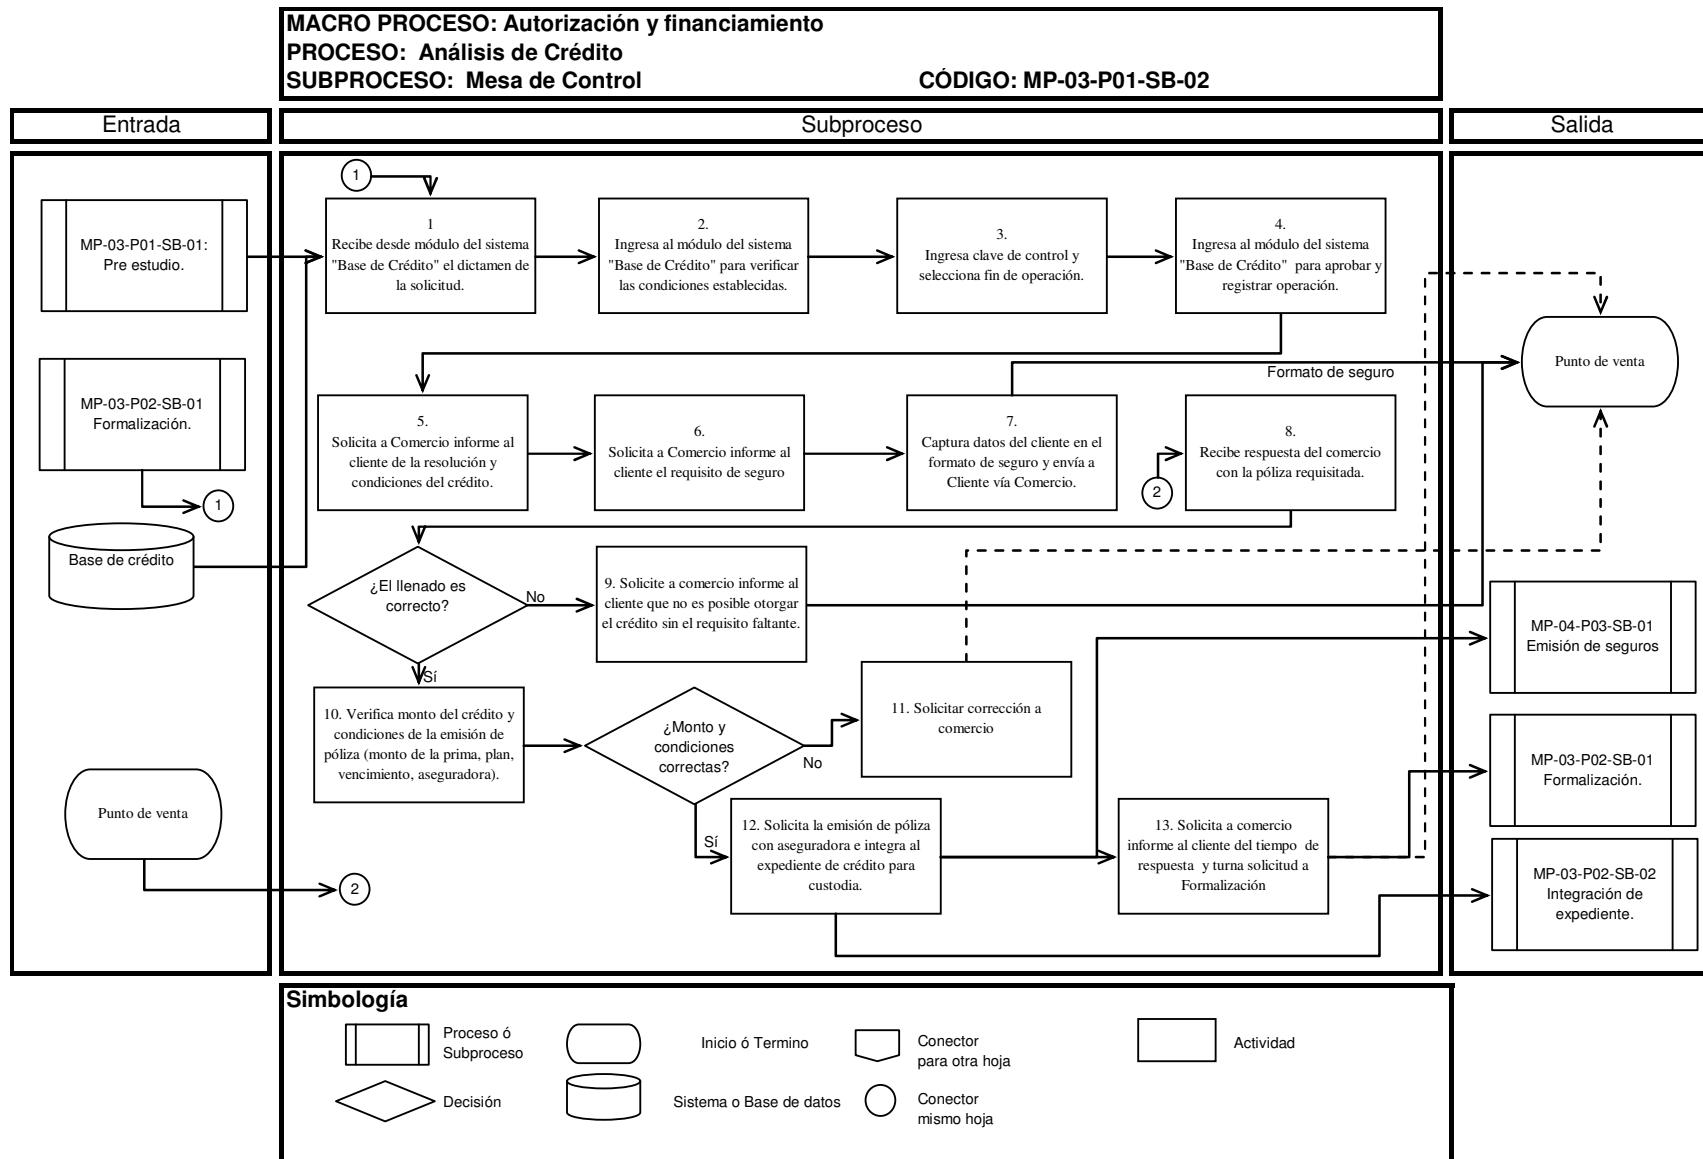 MACRO PROCESO: Autorización y financiamiento
PROCESO: Análisis de Crédito
SUBPROCESO: Mesa de Control CÓDIGO: MP-03-P01-SB-02
Entrada
Subproceso
Salida
MP-03-P01-SB-01:
Pre estudio.
MP-03-P02-SB-01
Formalización.
1
Base de crédito
Punto de venta
2
1
1
Recibe desde módulo del sistema
"Base de Crédito" el dictamen de
la solicitud.
2.
Ingresa al módulo del sistema
"Base de Crédito" para verificar
las condiciones establecidas.
3.
Ingresa clave de control y
selecciona fin de operación.
4.
Ingresa al módulo del sistema
"Base de Crédito" para aprobar y
registrar operación.
5.
Solicita a Comercio informe al
cliente de la resolución y
condiciones del crédito.
6.
Solicita a Comercio informe al
cliente el requisito de seguro
7.
Captura datos del cliente en el
formato de seguro y envía a
Cliente vía Comercio.
Formato de seguro
2
8.
Recibe respuesta del comercio
con la póliza requisitada.
¿El llenado es
correcto?
No
Sí
9. Solicite a comercio informe al
cliente que no es posible otorgar
el crédito sin el requisito faltante.
10. Verifica monto del crédito y
condiciones de la emisión de
póliza (monto de la prima, plan,
vencimiento, aseguradora).
¿Monto y
condiciones
correctas?
No
Sí
11. Solicitar corrección a
comercio
12. Solicita la emisión de póliza
con aseguradora e integra al
expediente de crédito para
custodia.
13. Solicita a comercio
informe al cliente del tiempo de
respuesta y turna solicitud a
Formalización
Punto de venta
MP-04-P03-SB-01
Emisión de seguros
MP-03-P02-SB-01
Formalización.
MP-03-P02-SB-02
Integración de
expediente.
Simbología
Proceso ó
Subproceso
Inicio ó Termino
Conector
para otra hoja
Actividad
Decisión
Sistema o Base de datos
Conector
mismo hoja